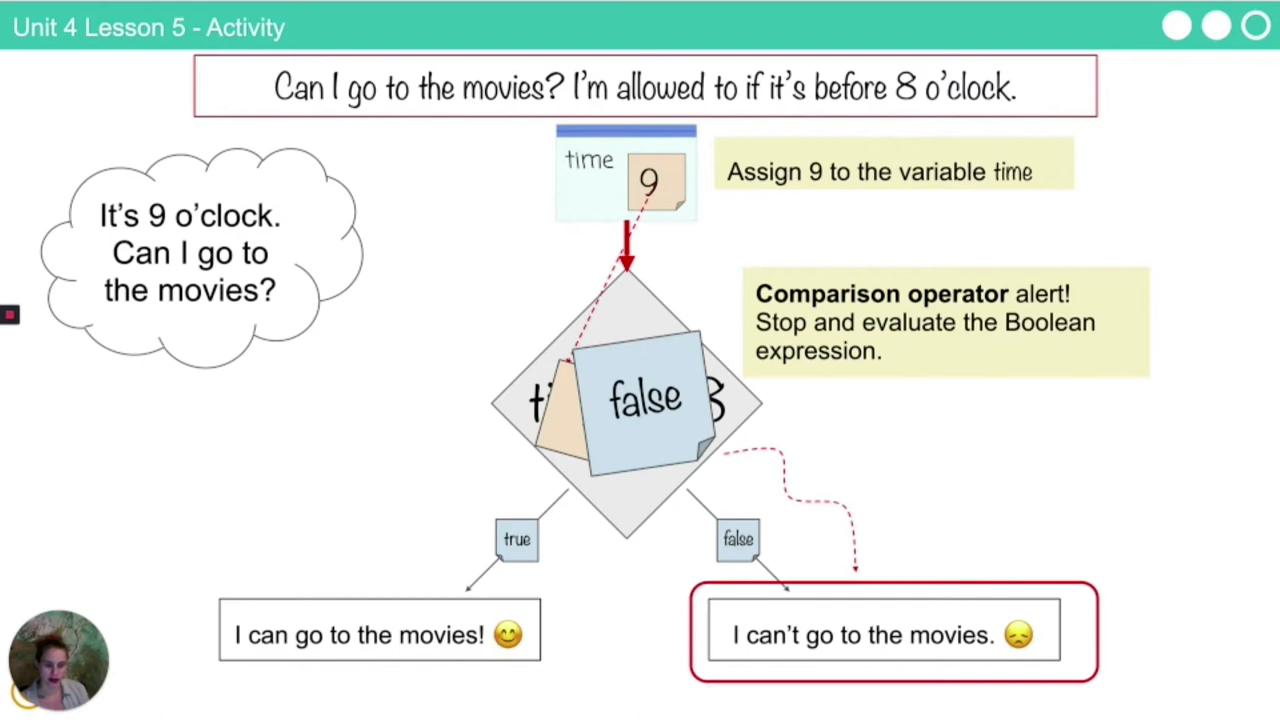 Unit 4 Lesson 5 - Activity
Can I go to the movies? I'm allowed to if it's before 8 o'clock.
time
9
Assign 9 to the variable time
It's 9 o'clock.
Can I go to
the movies?
Comparison operator alert!
Stop and evaluate the Boolean
expression.
false 8
true
false
I can go to the movies! 😊
I can't go to the movies. 😞